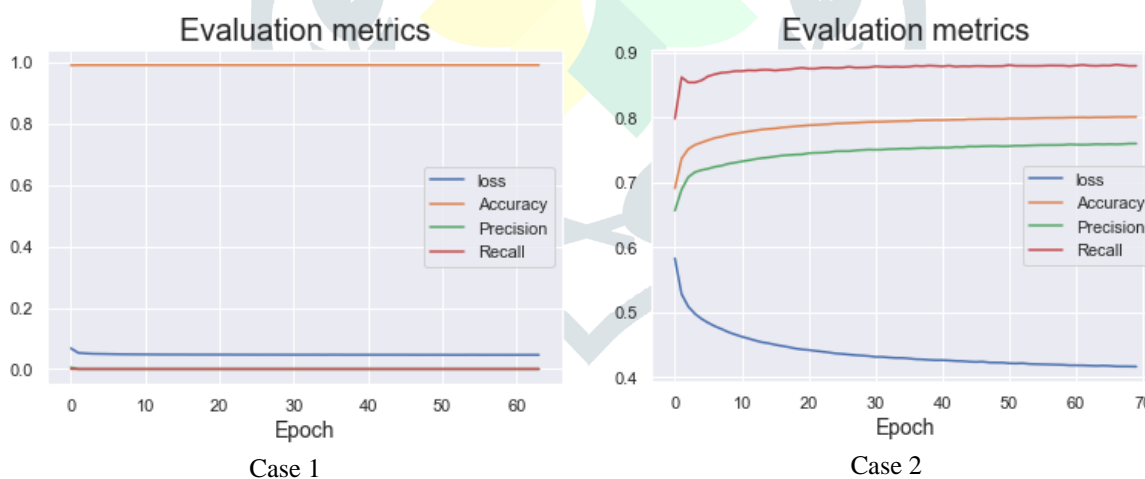 Evaluation metrics
1.0
0.8
0.6
0.4
0.2
0.0
loss
Accuracy
Precision
Recall
0 10 20 30 40 50 60
Epoch
Case 1
Evaluation metrics
0.9
0.8
0.7
0.6
0.5
0.4
loss
Accuracy
Precision
Recall
0 10 20 30 40 50 60 70
Epoch
Case 2